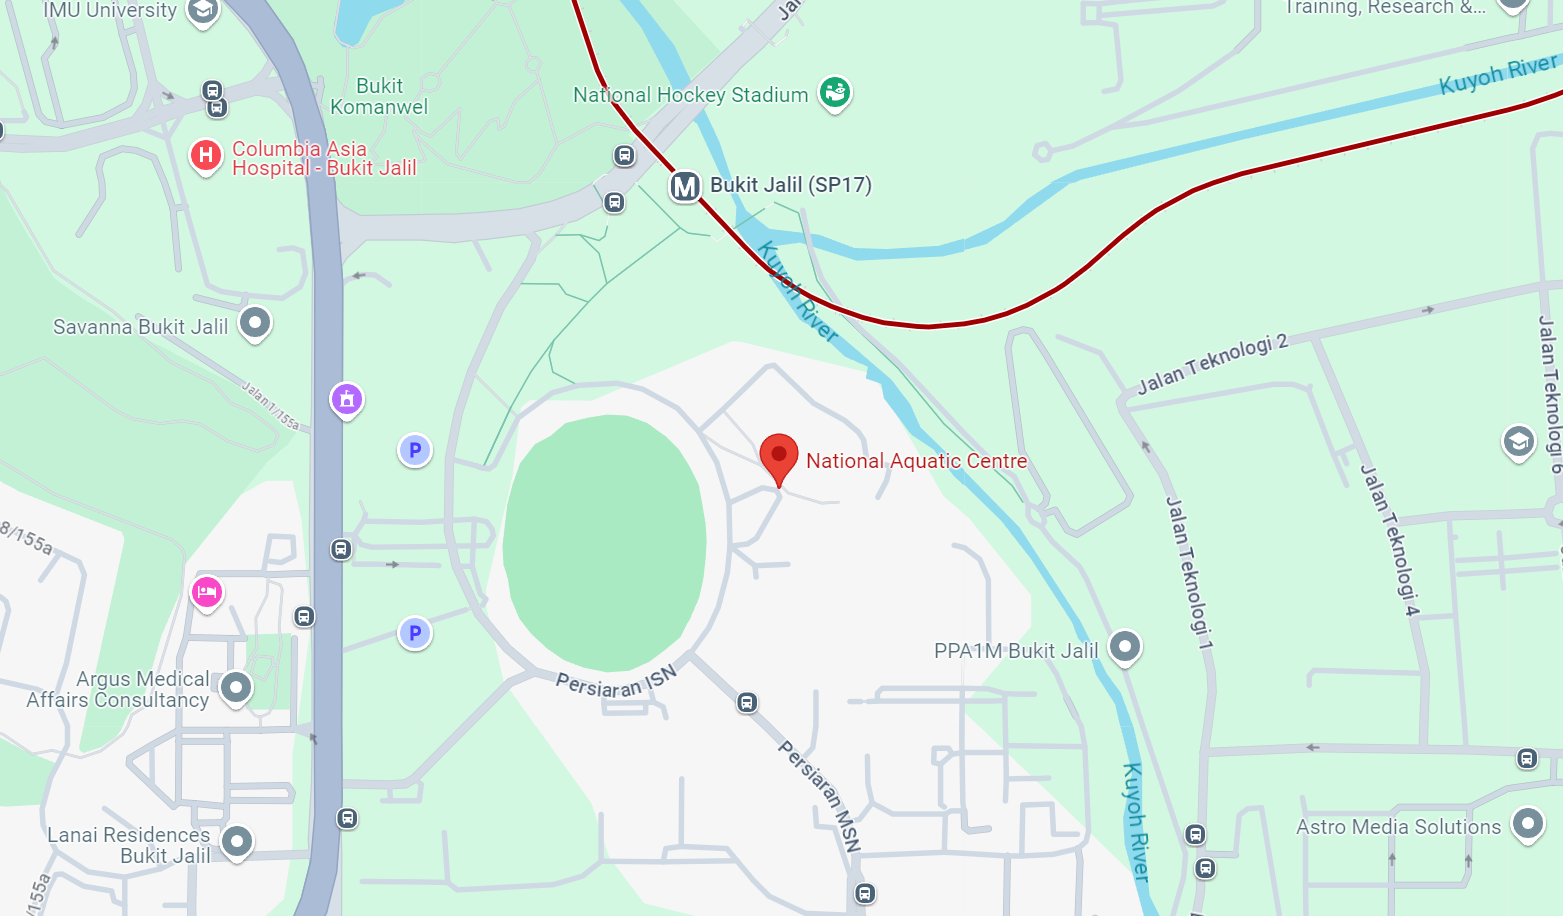 IMU University
Jal
Training, Research &...
Bukit
Komanwel
National Hockey Stadium
Kuyoh River
Columbia Asia
Hospital - Bukit Jalil
H
M
Bukit Jalil (SP17)
Kuyoh River
Savanna Bukit Jalil
Jalan 1/155a
Jalan Teknologi 2
Jalan Teknologi 6
P
National Aquatic Centre
8/155a
Jalan Teknologi 1
Jalan Teknologi 4
P
PPA1M Bukit Jalil
Argus Medical
Affairs Consultancy
Persiaran ISN
Persiaran MSN
Kuyoh River
Lanai Residences
Bukit Jalil
Astro Media Solutions
/155a